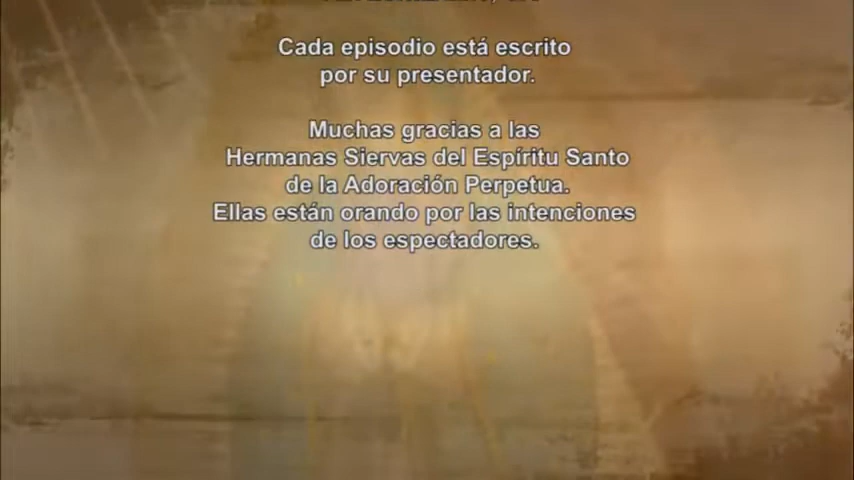 Cada episodio está escrito
por su presentador.
Muchas gracias a las
Hermanas Siervas del Espíritu Santo
de la Adoración Perpetua.
Ellas están orando por las intenciones
de los espectadores.